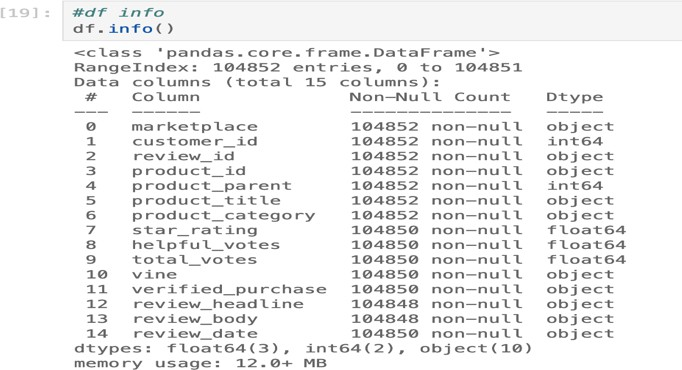 [19]: #df info
df.info()
<class 'pandas.core.frame.DataFrame'>
RangeIndex: 104852 entries, 0 to 104851
Data columns (total 15 columns):
# Column Non-Null Count Dtype
--- ------ -------------- -----
0 marketplace 104852 non-null object
1 customer_id 104852 non-null int64
2 review_id 104852 non-null object
3 product_id 104852 non-null object
4 product_parent 104852 non-null int64
5 product_title 104852 non-null object
6 product_category 104852 non-null object
7 star_rating 104850 non-null float64
8 helpful_votes 104850 non-null float64
9 total_votes 104850 non-null float64
10 vine 104850 non-null object
11 verified_purchase 104850 non-null object
12 review_headline 104848 non-null object
13 review_body 104848 non-null object
14 review_date 104850 non-null object
dtypes: float64(3), int64(2), object(10)
memory usage: 12.0+ MB